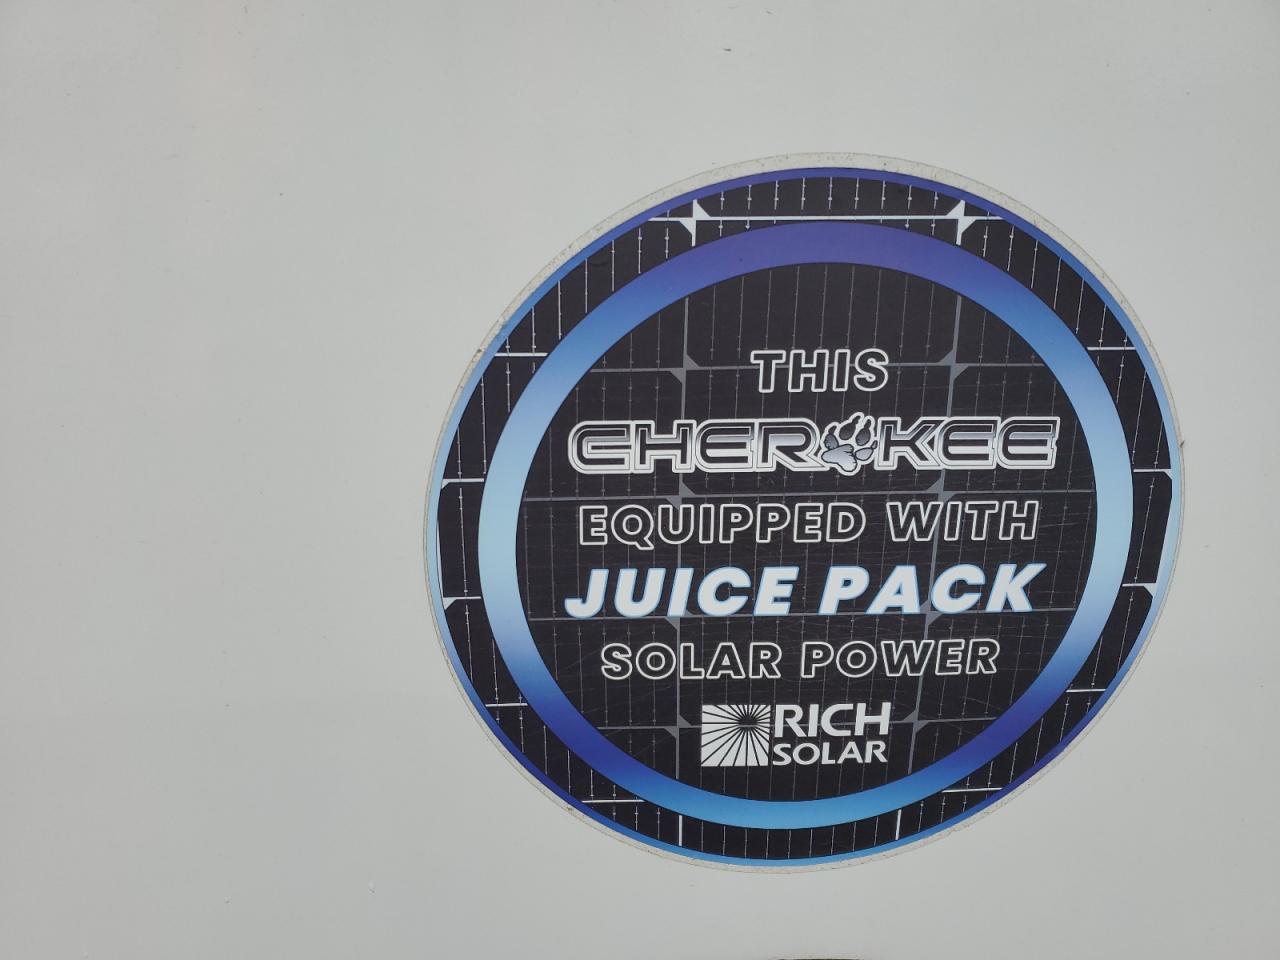 THIS
CHEROKEE
EQUIPPED WITH
JUICE PACK
SOLAR POWER
RICH
SOLAR